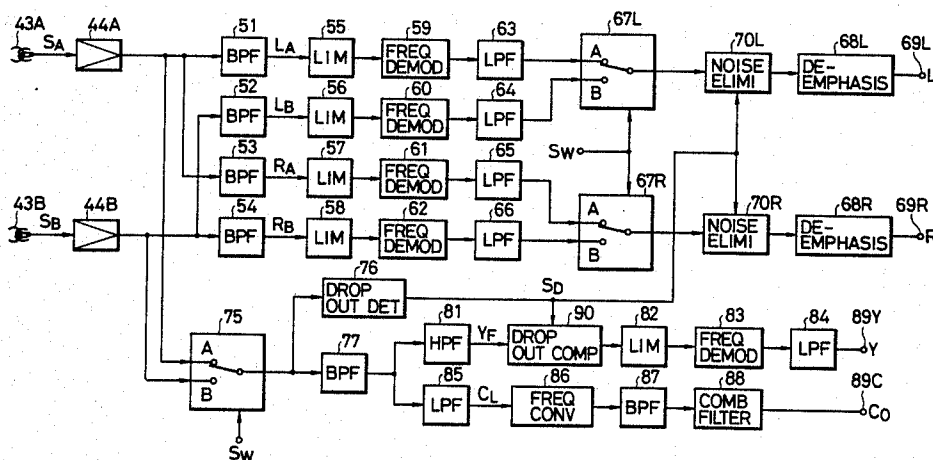 43A
SA
44A
51
BPF
LA
55
LIM
59
FREQ
DEMOD
63
LPF
67L
A
B
70L
NOISE
ELIMI
68L
DE-
EMPHASIS
69L
L
52
BPF
LB
56
LIM
60
FREQ
DEMOD
64
LPF
53
BPF
RA
57
LIM
61
FREQ
DEMOD
65
LPF
SW
67R
A
B
43B
SB
44B
54
BPF
RB
58
LIM
62
FREQ
DEMOD
66
LPF
70R
NOISE
ELIMI
68R
DE-
EMPHASIS
69R
R
76
DROP
OUT DET
SD
75
A
B
SW
77
BPF
81
HPF
YF
90
DROP
OUT COMP
82
LIM
83
FREQ
DEMOD
84
LPF
89Y
Y
85
LPF
CL
86
FREQ
CONV
87
BPF
88
COMB
FILTER
89C
CO